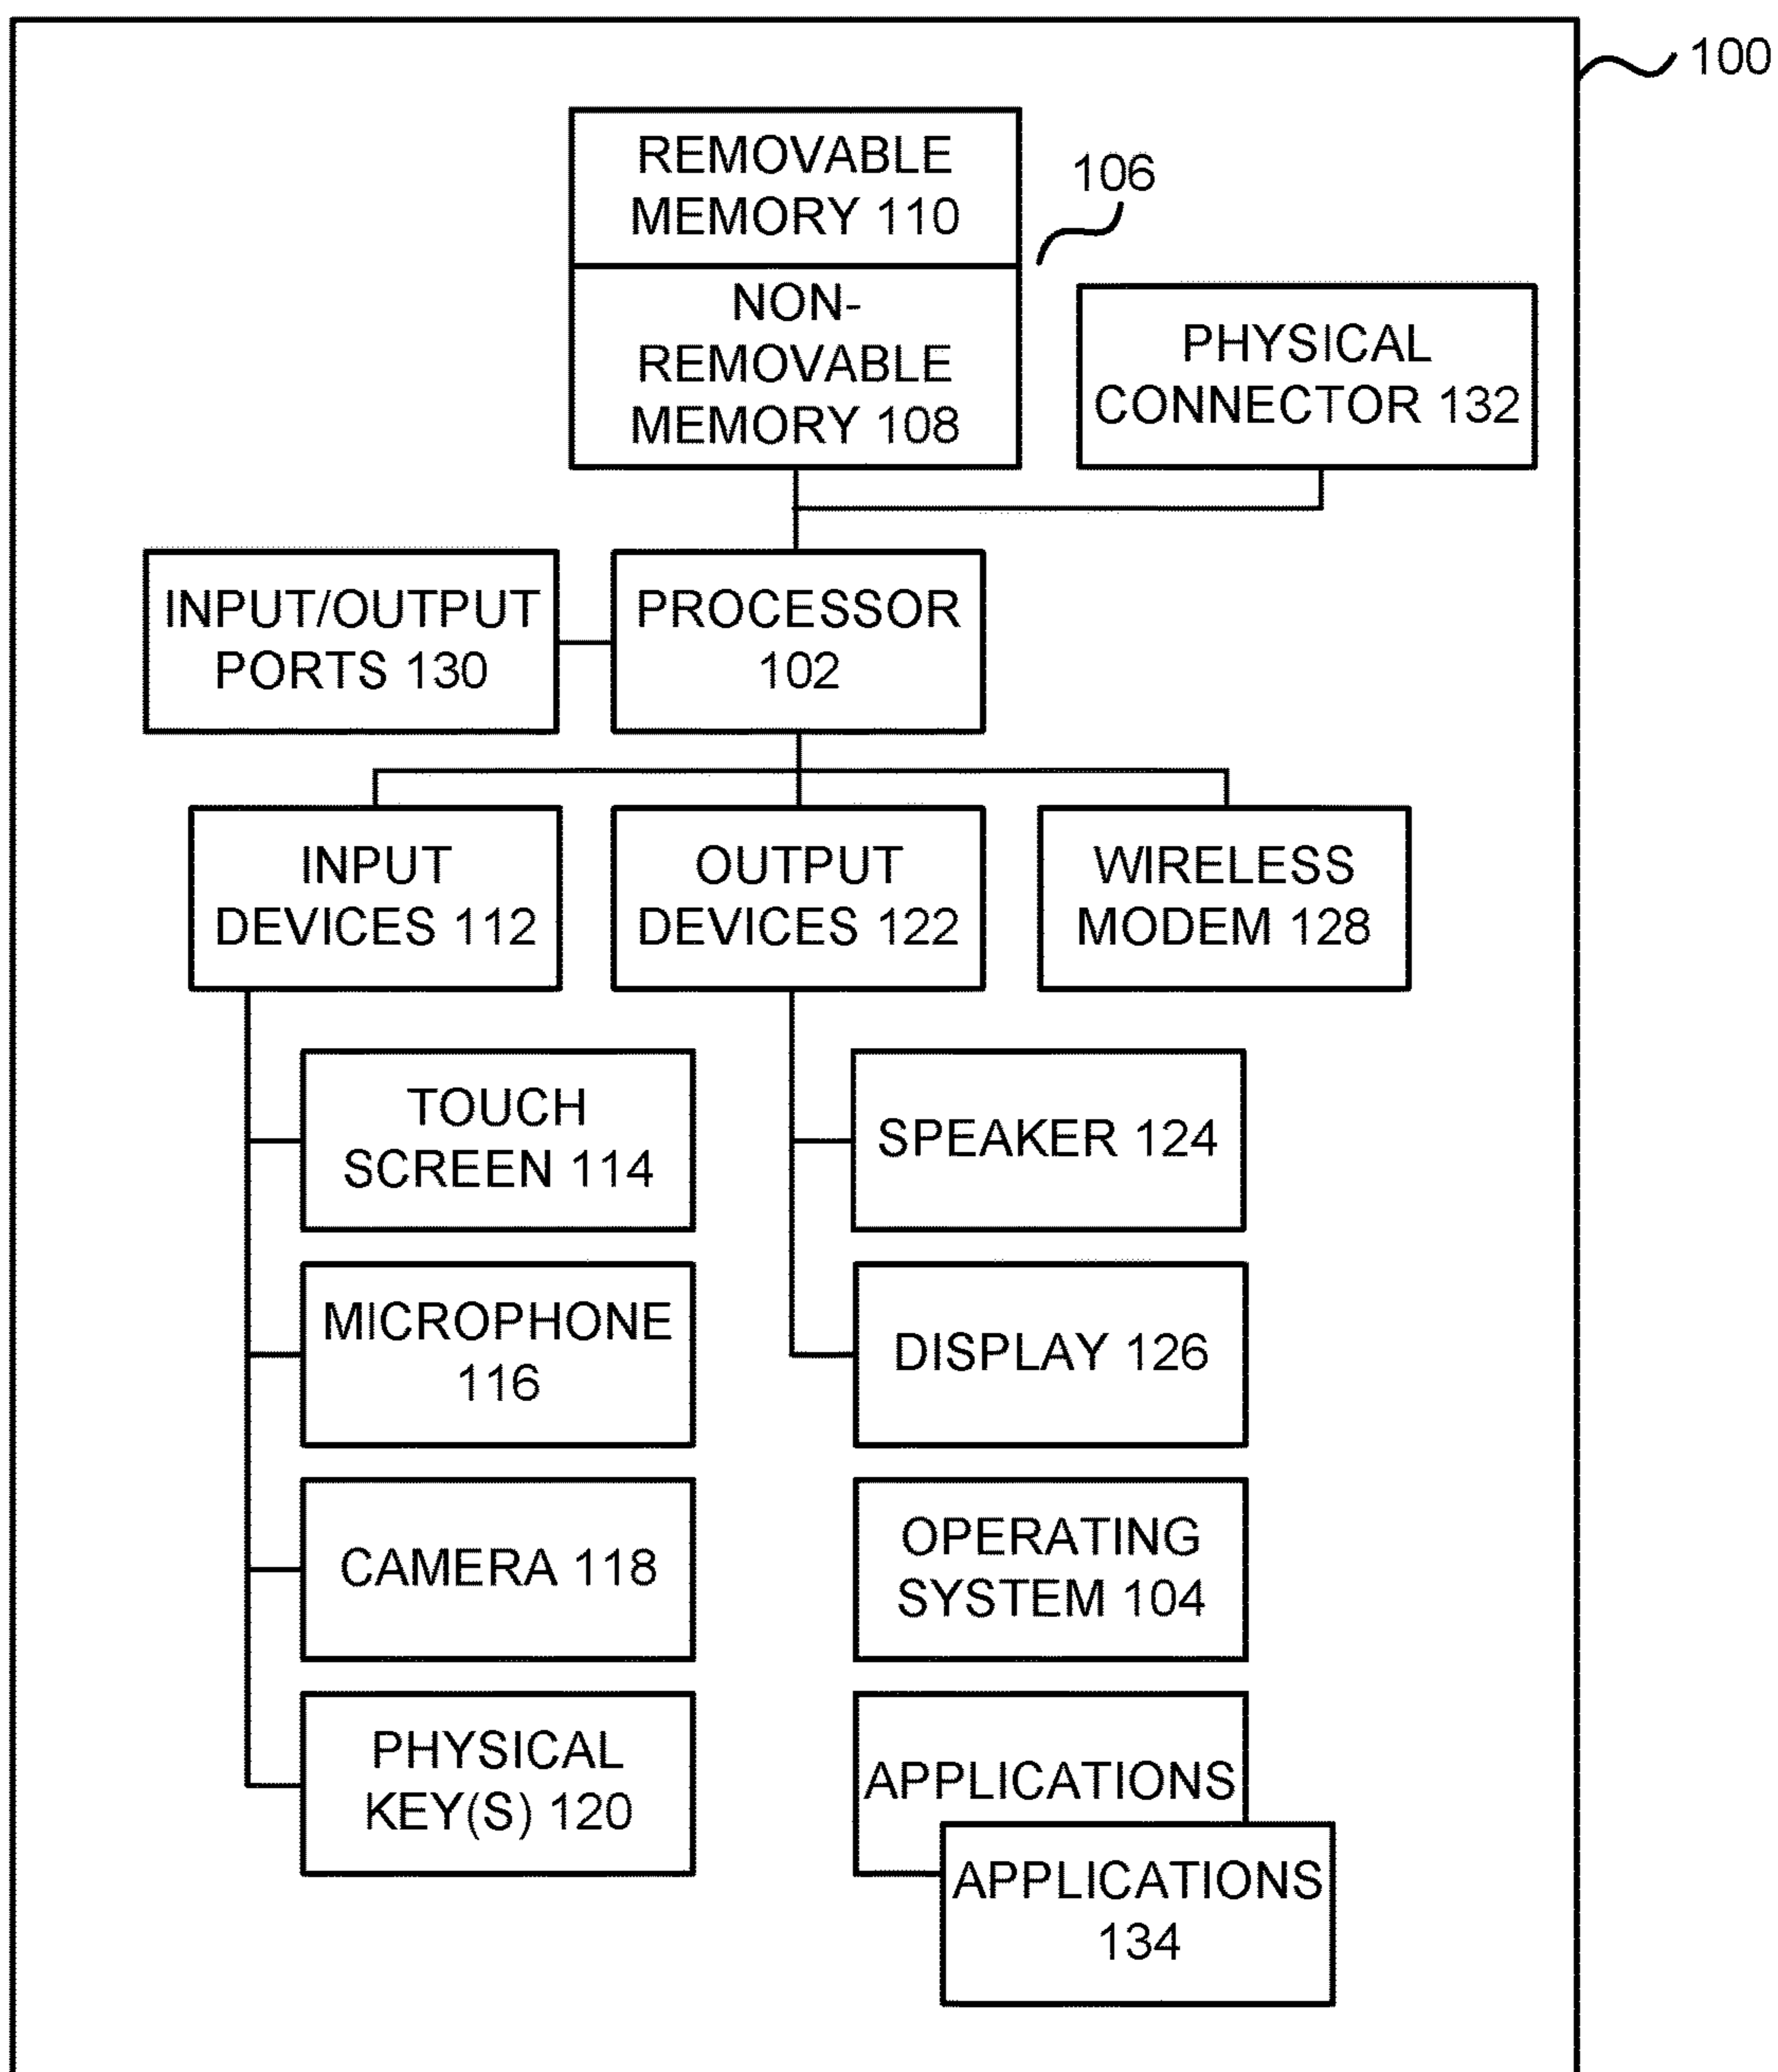 100
REMOVABLE
MEMORY 110
106
NON-
REMOVABLE
MEMORY 108
PHYSICAL
CONNECTOR 132
INPUT/OUTPUT
PORTS 130
PROCESSOR
102
INPUT
DEVICES 112
OUTPUT
DEVICES 122
WIRELESS
MODEM 128
TOUCH
SCREEN 114
SPEAKER 124
MICROPHONE
116
DISPLAY 126
CAMERA 118
OPERATING
SYSTEM 104
PHYSICAL
KEY(S) 120
APPLICATIONS
APPLICATIONS
134